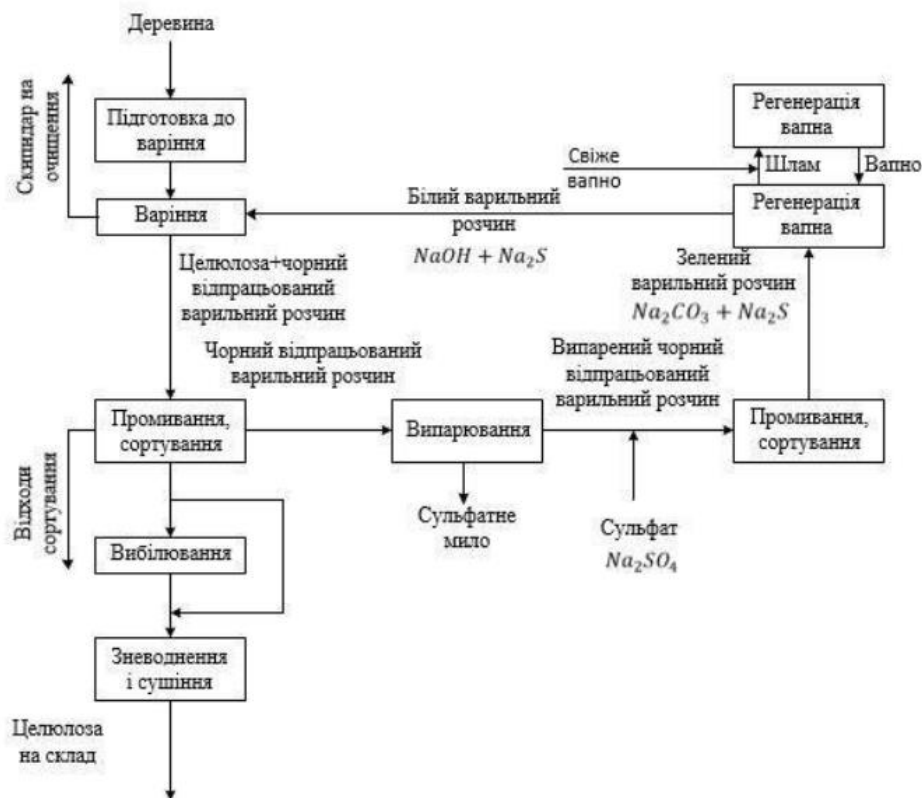 Деревина
Скипидар на
очищення
Підготовка до
варіння
Варіння
Регенерація
вапна
Свіже
вапно
Шлам
Вапно
Регенерація
вапна
Білий варильний
розчин
NaOH + Na₂S
Зелений
варильний розчин
Na₂CO₃ + Na₂S
Целюлоза+чорний
відпрацьований
варильний розчин
Чорний відпрацьований
варильний розчин
Випарений чорний
відпрацьований
варильний розчин
Промивання,
сортування
Випарювання
Промивання,
сортування
Відходи
сортування
Сульфатне
мило
Сульфат
Na₂SO₄
Вибілювання
Зневоднення
і сушіння
Целюлоза
на склад